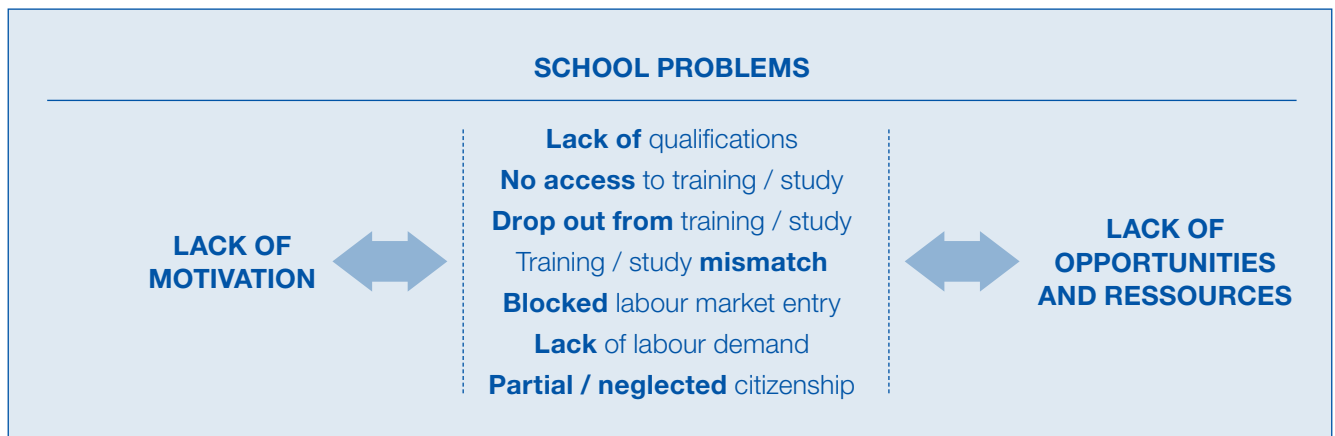 SCHOOL PROBLEMS
LACK OF
MOTIVATION
Lack of qualifications
No access to training / study
Drop out from training / study
Training / study mismatch
Blocked labour market entry
Lack of labour demand
Partial / neglected citizenship
LACK OF
OPPORTUNITIES
AND RESSOURCES